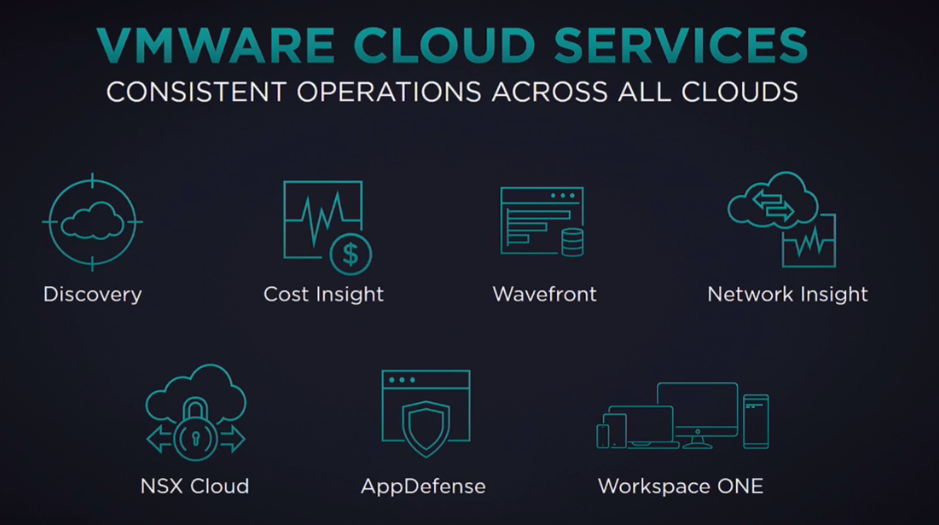 VMWARE CLOUD SERVICES
CONSISTENT OPERATIONS ACROSS ALL CLOUDS
$
Discovery
Cost Insight
Wavefront
Network Insight
NSX Cloud
AppDefense
Workspace ONE